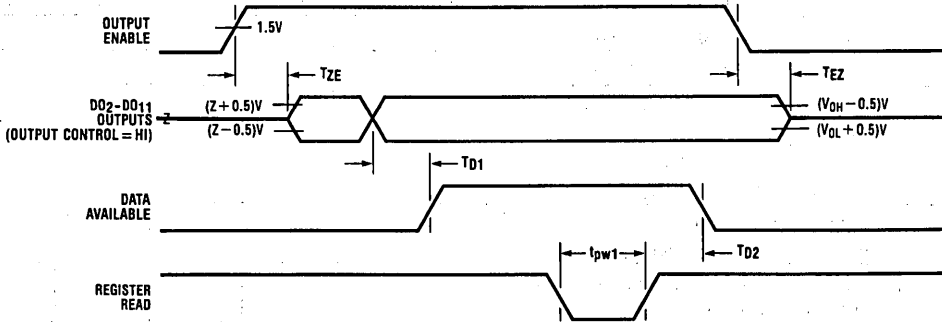 OUTPUT
ENABLE
1.5V
TZE
TEZ
DO2-DO11
OUTPUTS
(OUTPUT CONTROL = HI)
Z
(Z + 0.5)V
(Z - 0.5)V
(VOH - 0.5)V
(VOL + 0.5)V
TD1
DATA
AVAILABLE
tpw1
TD2
REGISTER
READ